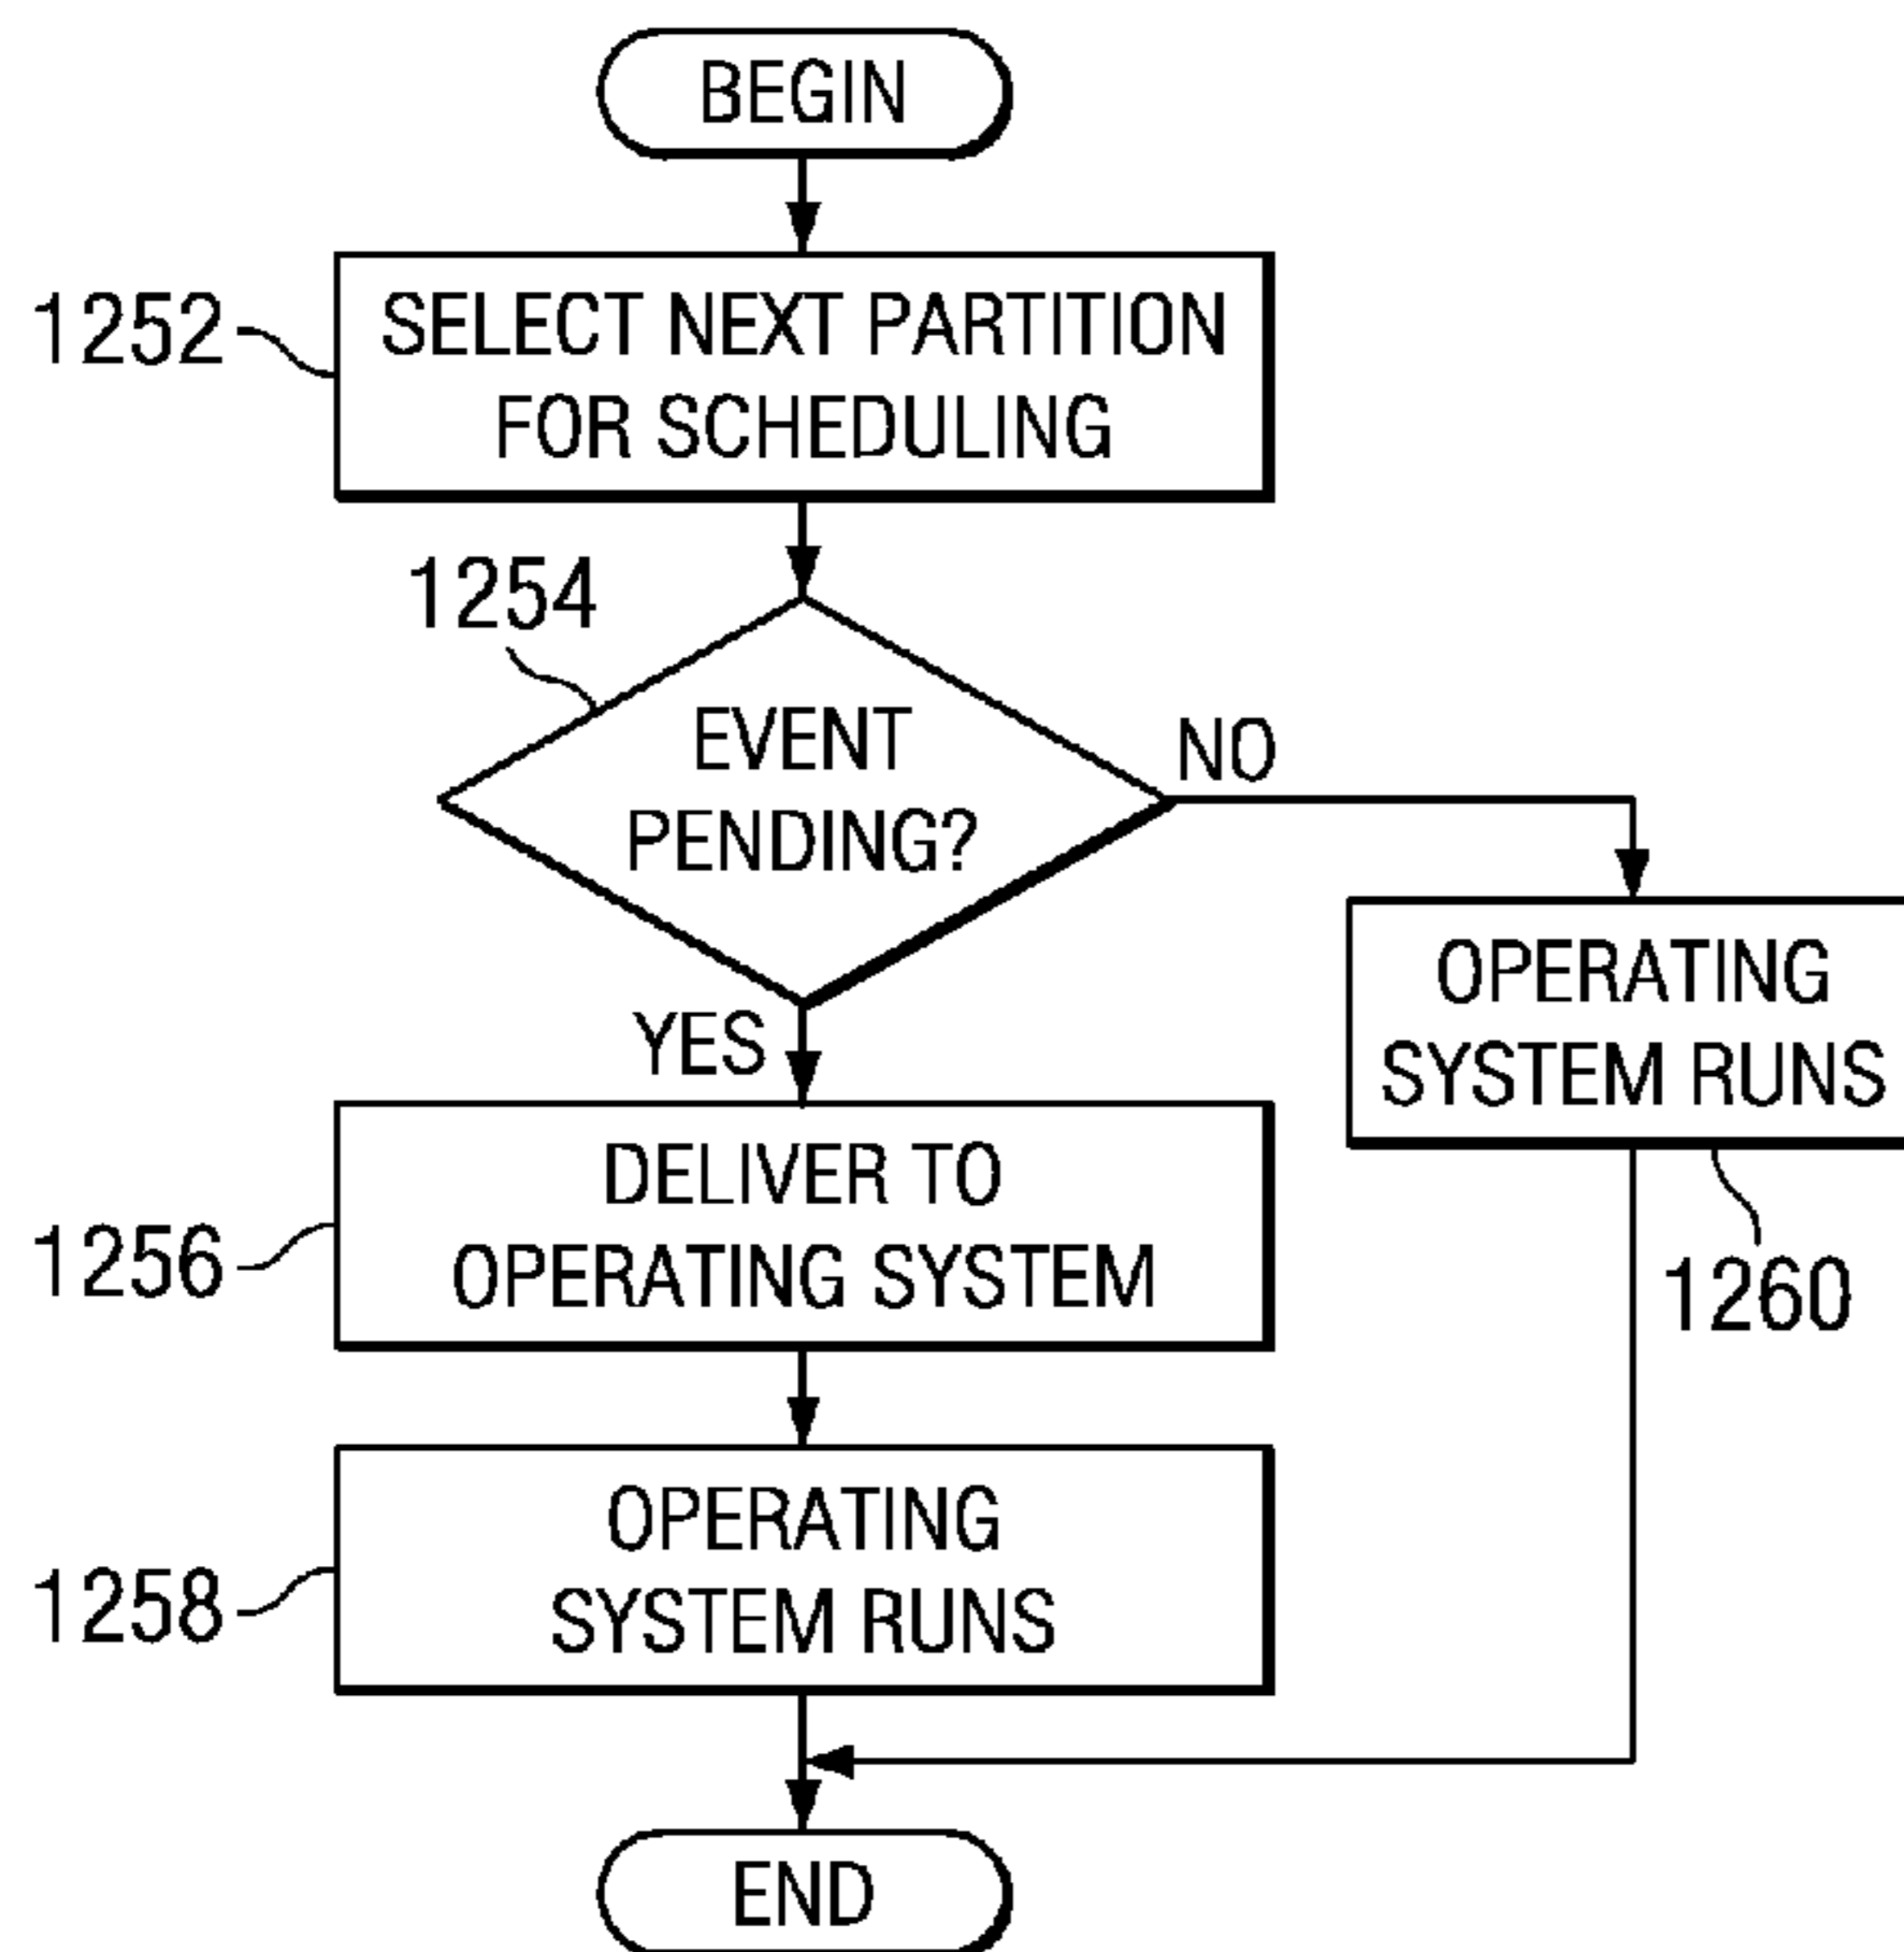 BEGIN
1252
SELECT NEXT PARTITION
FOR SCHEDULING
1254
EVENT
PENDING?
NO
YES
OPERATING
SYSTEM RUNS
1260
1256
DELIVER TO
OPERATING SYSTEM
1258
OPERATING
SYSTEM RUNS
END